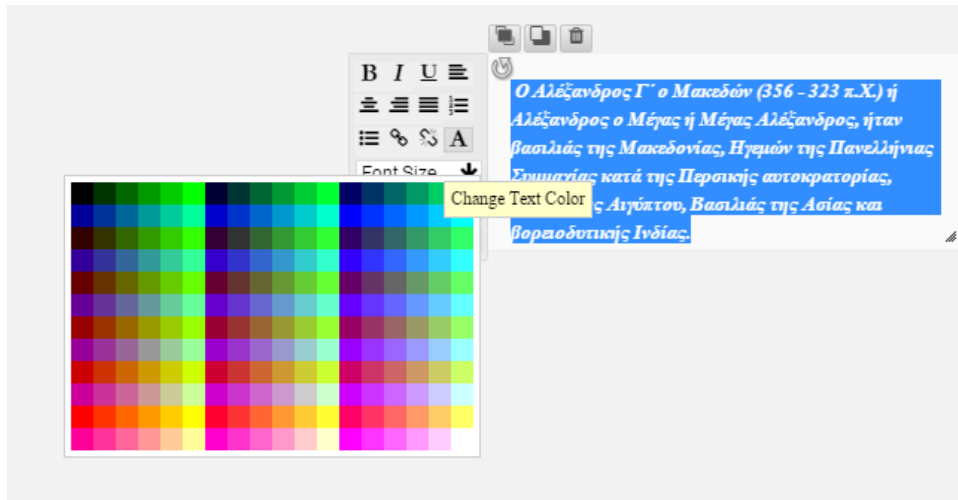 B I U
A
Font Size
Change Text Color
Ο Αλέξανδρος Γ΄ ο Μακεδών (356 - 323 π.Χ.) ή
Αλέξανδρος ο Μέγας ή Μέγας Αλέξανδρος, ήταν
βασιλιάς της Μακεδονίας, Ηγεμών της Πανελλήνιας
Συμμαχίας κατά της Περσικής αυτοκρατορίας,
ς Αιγύπτου, Βασιλιάς της Ασίας και
βορειοδυτικής Ινδίας.